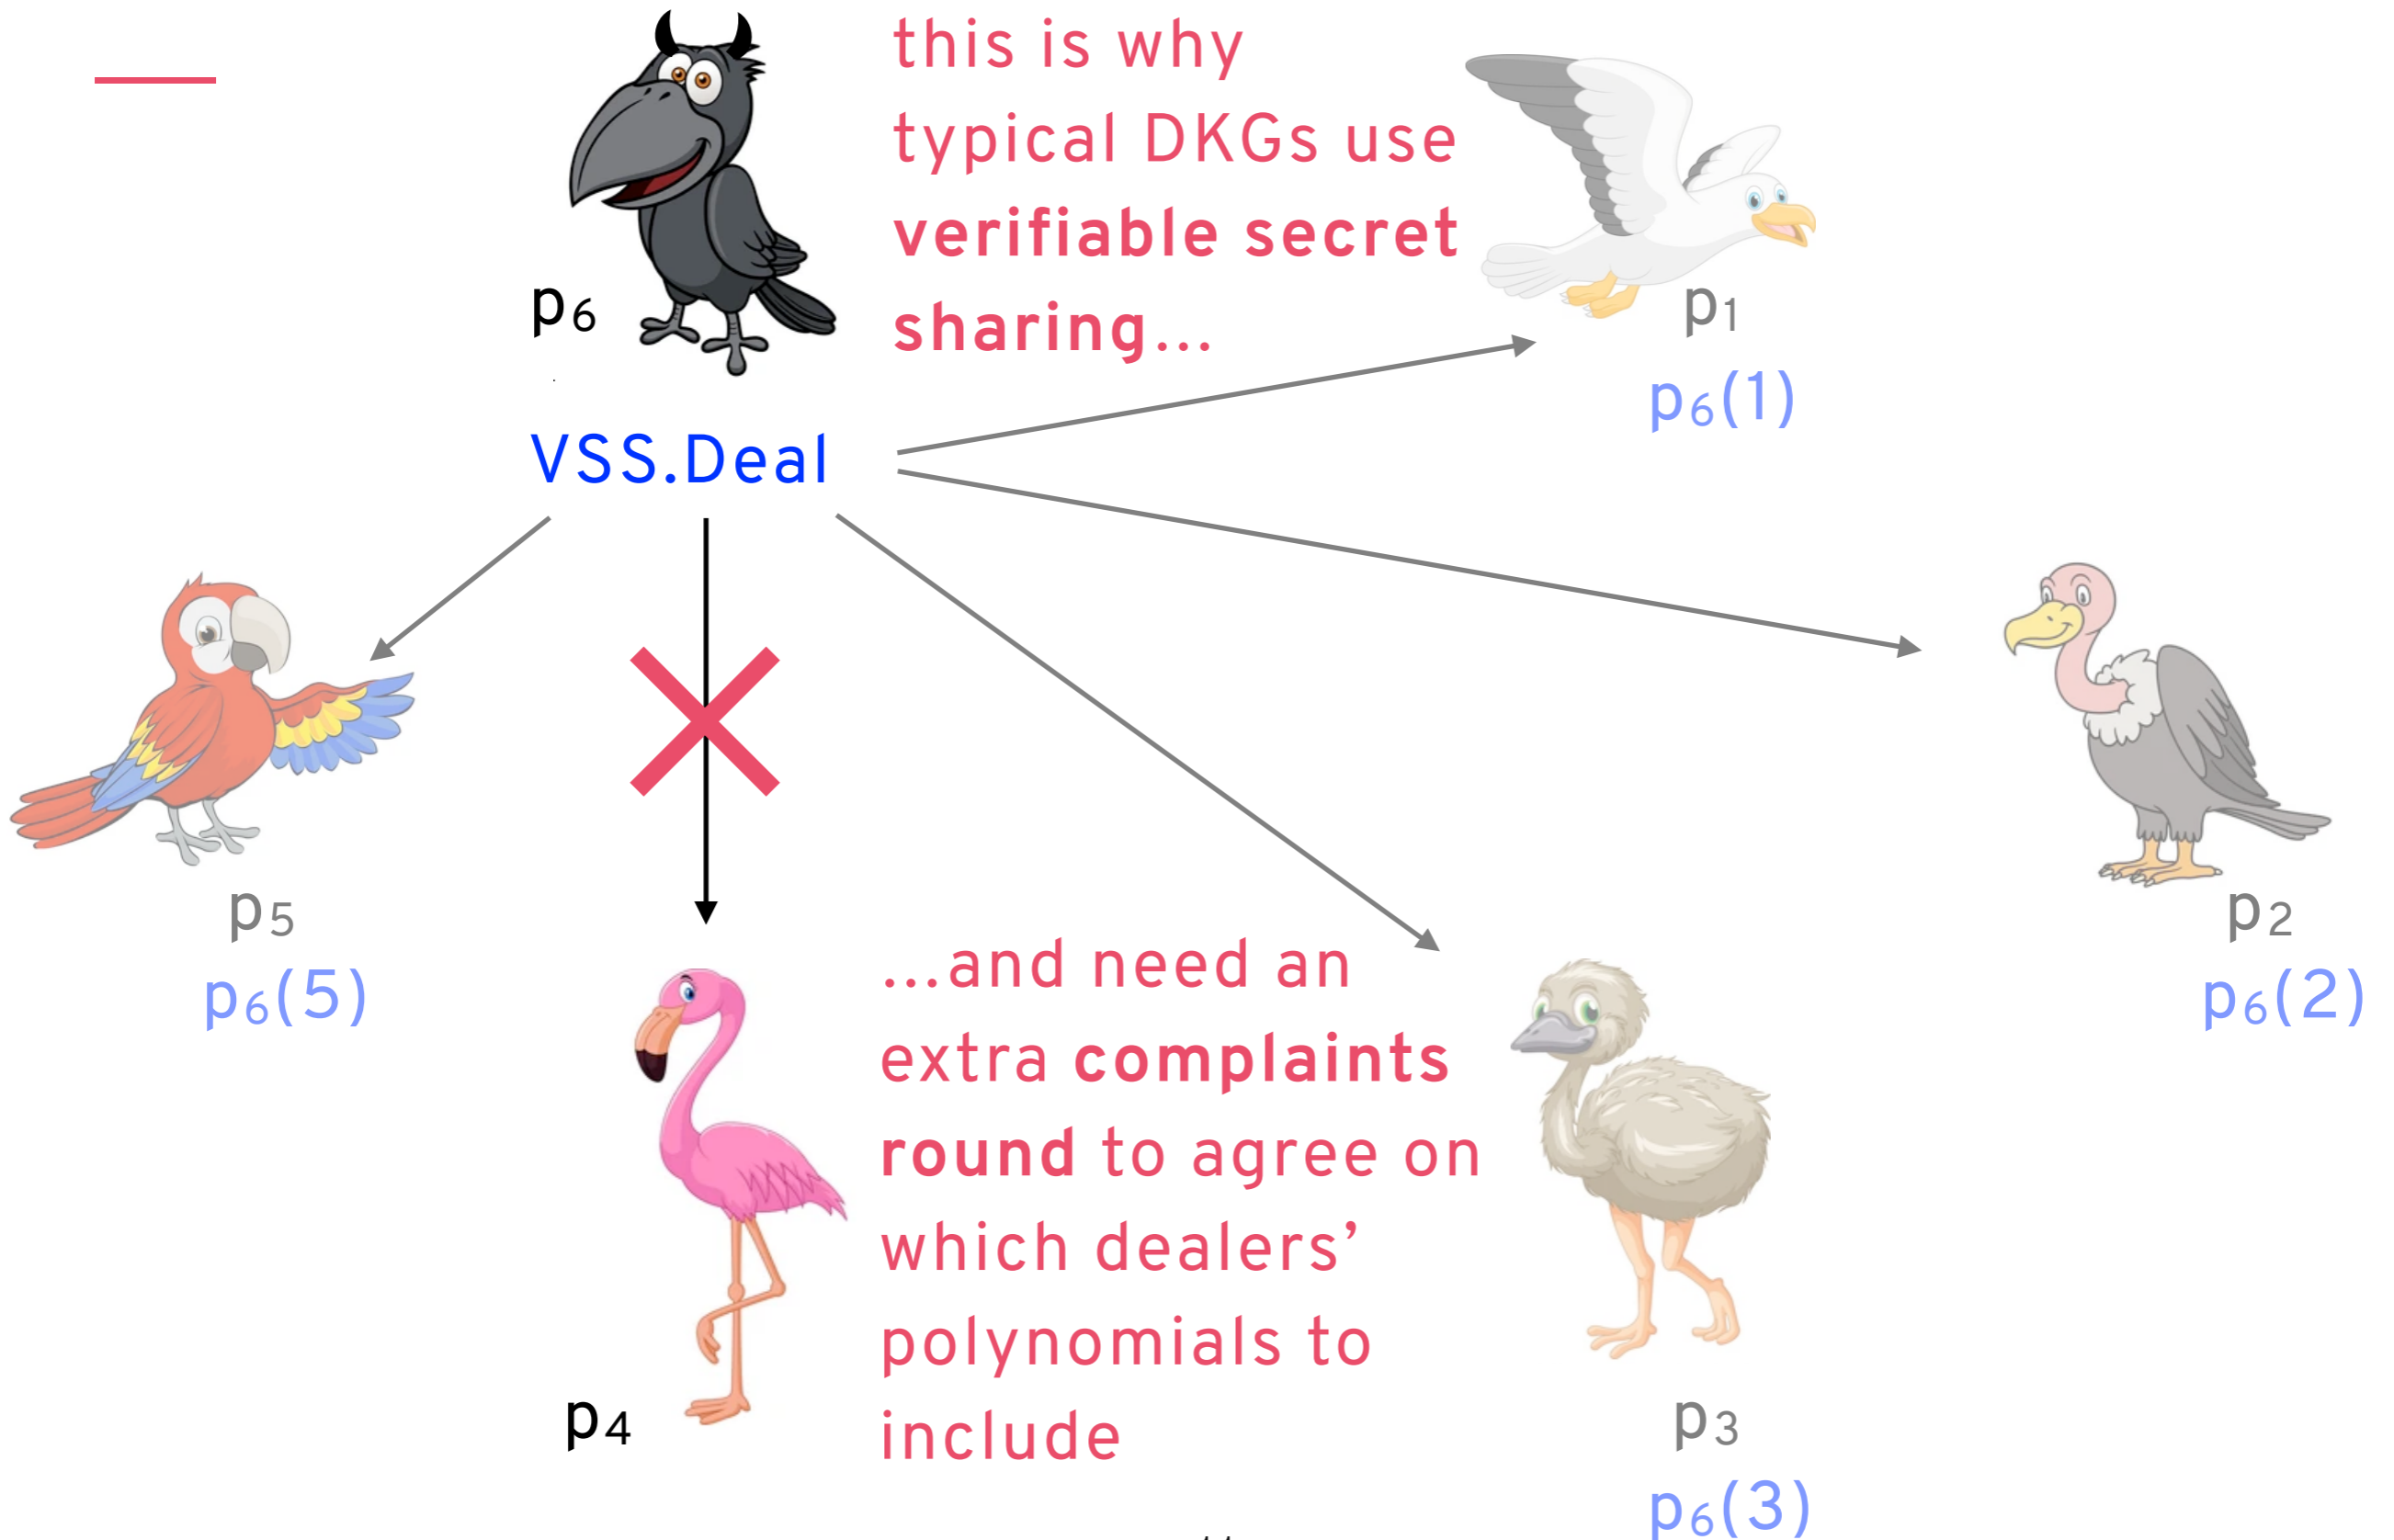 this is why
typical DKGs use
verifiable secret
sharing...
p6
p1
p6(1)
VSS.Deal
p5
p6(5)
p2
p6(2)
...and need an
extra complaints
round to agree on
which dealers’
polynomials to
include
p4
p3
p6(3)